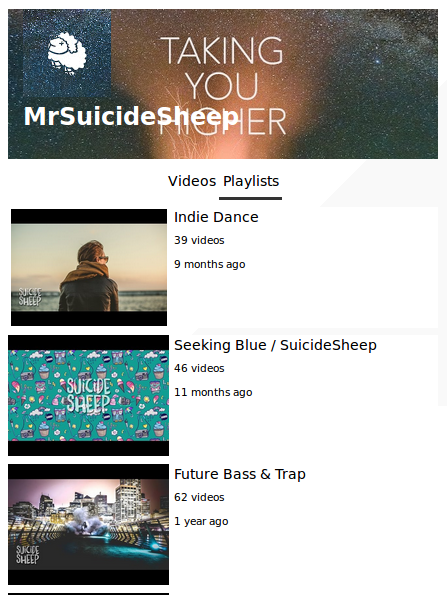 TAKING
YOU
HIGHER
MrSuicideSheep
Videos Playlists
Indie Dance
39 videos
9 months ago
SUICIDE
SHEEP
Seeking Blue / SuicideSheep
46 videos
11 months ago
SUICIDE
SHEEP
Future Bass & Trap
62 videos
1 year ago
SUICIDE
SHEEP